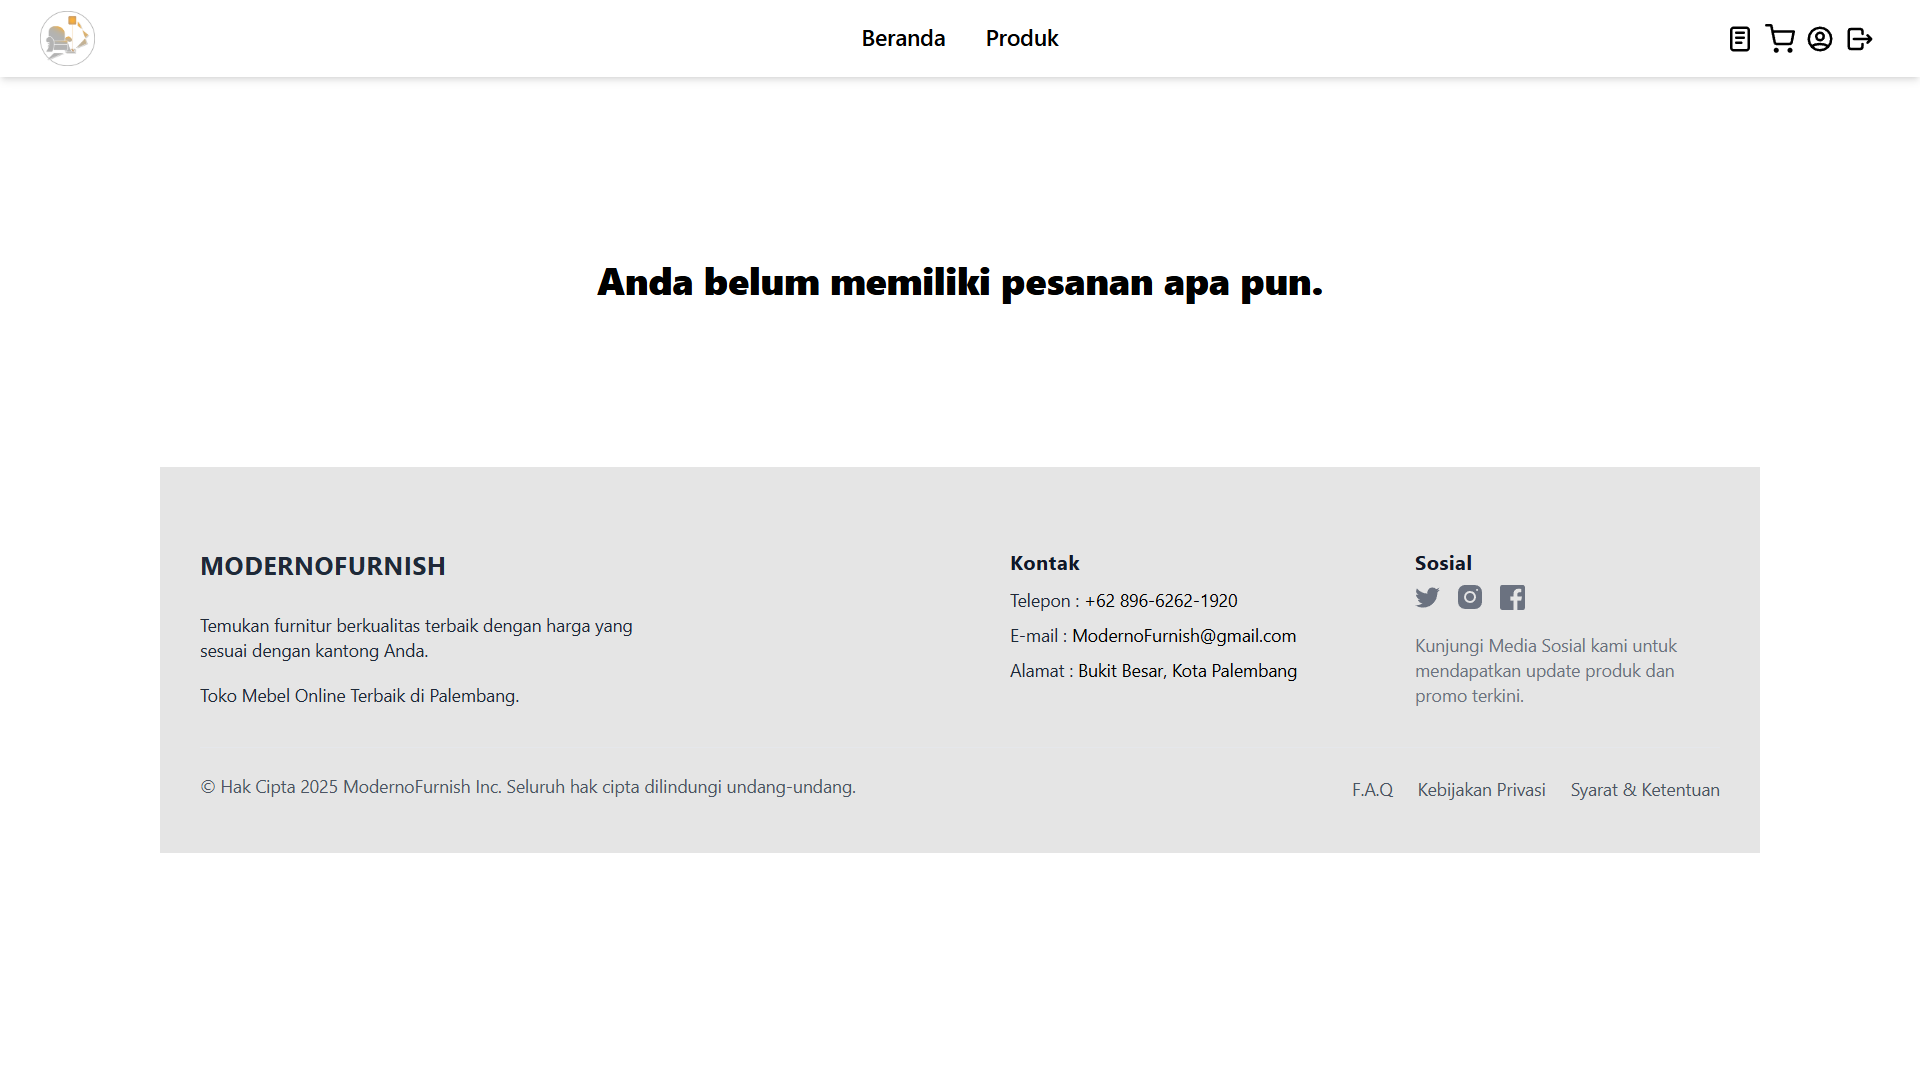 Beranda
Produk
Anda belum memiliki pesanan apa pun.
MODERNOFURNISH
Temukan furnitur berkualitas terbaik dengan harga yang
sesuai dengan kantong Anda.
Toko Mebel Online Terbaik di Palembang.
Kontak
Telepon : +62 896-6262-1920
E-mail : ModernoFurnish@gmail.com
Alamat : Bukit Besar, Kota Palembang
Sosial
Kunjungi Media Sosial kami untuk
mendapatkan update produk dan
promo terkini.
© Hak Cipta 2025 ModernoFurnish Inc. Seluruh hak cipta dilindungi undang-undang.
F.A.Q
Kebijakan Privasi
Syarat & Ketentuan